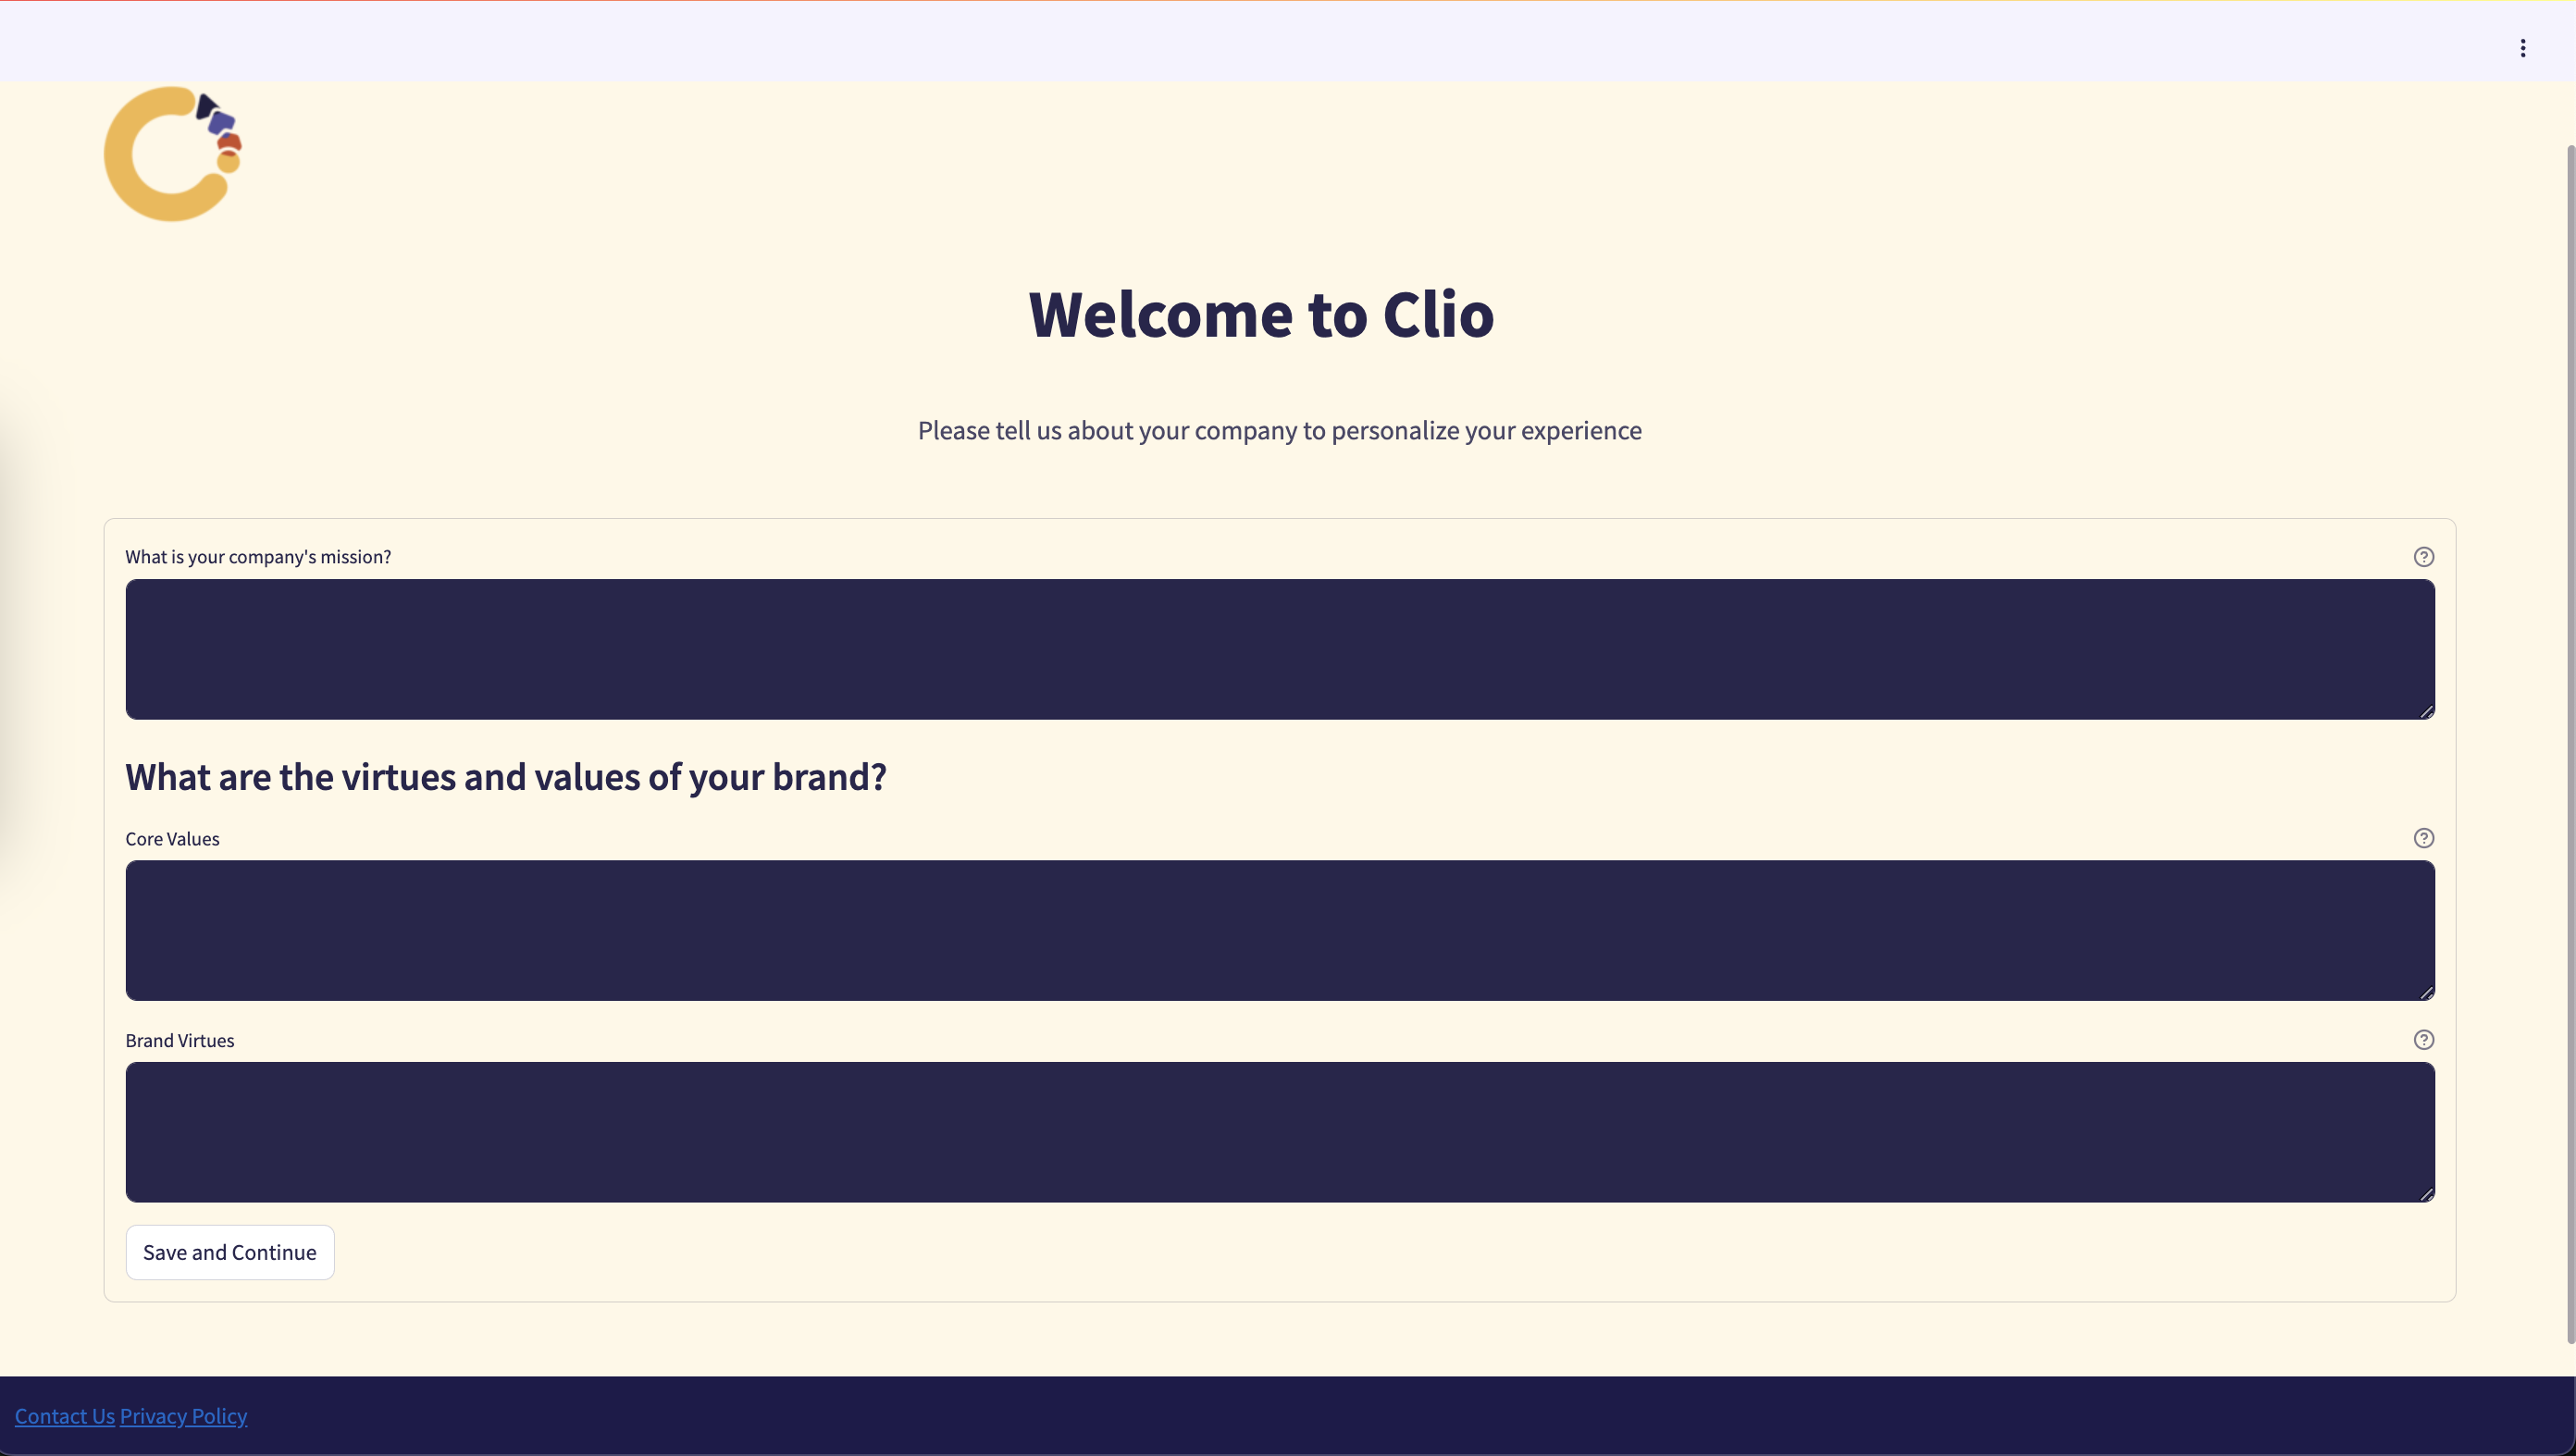 Welcome to Clio
Please tell us about your company to personalize your experience
What is your company's mission?
What are the virtues and values of your brand?
Core Values
Brand Virtues
Save and Continue
Contact Us Privacy Policy